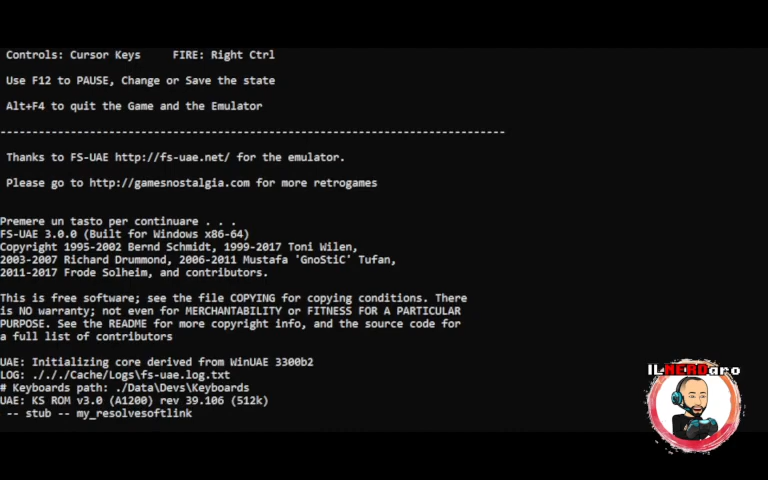 Controls: Cursor Keys     FIRE: Right Ctrl
Use F12 to PAUSE, Change or Save the state
Alt+F4 to quit the Game and the Emulator
-------------------------------------------------------------------------------
Thanks to FS-UAE http://fs-uae.net/ for the emulator.
Please go to http://gamesnostalgia.com for more retrogames
Premere un tasto per continuare . . .
FS-UAE 3.0.0 (Built for Windows x86-64)
Copyright 1995-2002 Bernd Schmidt, 1999-2017 Toni Wilen,
2003-2007 Richard Drummond, 2006-2011 Mustafa 'GnoStiC' Tufan,
2011-2017 Frode Solheim, and contributors.
This is free software; see the file COPYING for copying conditions. There
is NO warranty; not even for MERCHANTABILITY or FITNESS FOR A PARTICULAR
PURPOSE. See the README for more copyright info, and the source code for
a full list of contributors
UAE: Initializing core derived from WinUAE 3300b2
LOG: ./././Cache/Logs\fs-uae.log.txt
# Keyboards path: ./Data\Devs\Keyboards
UAE: KS ROM v3.0 (A1200) rev 39.106 (512k)
-- stub -- my_resolvesoftlink
ILNERDaro